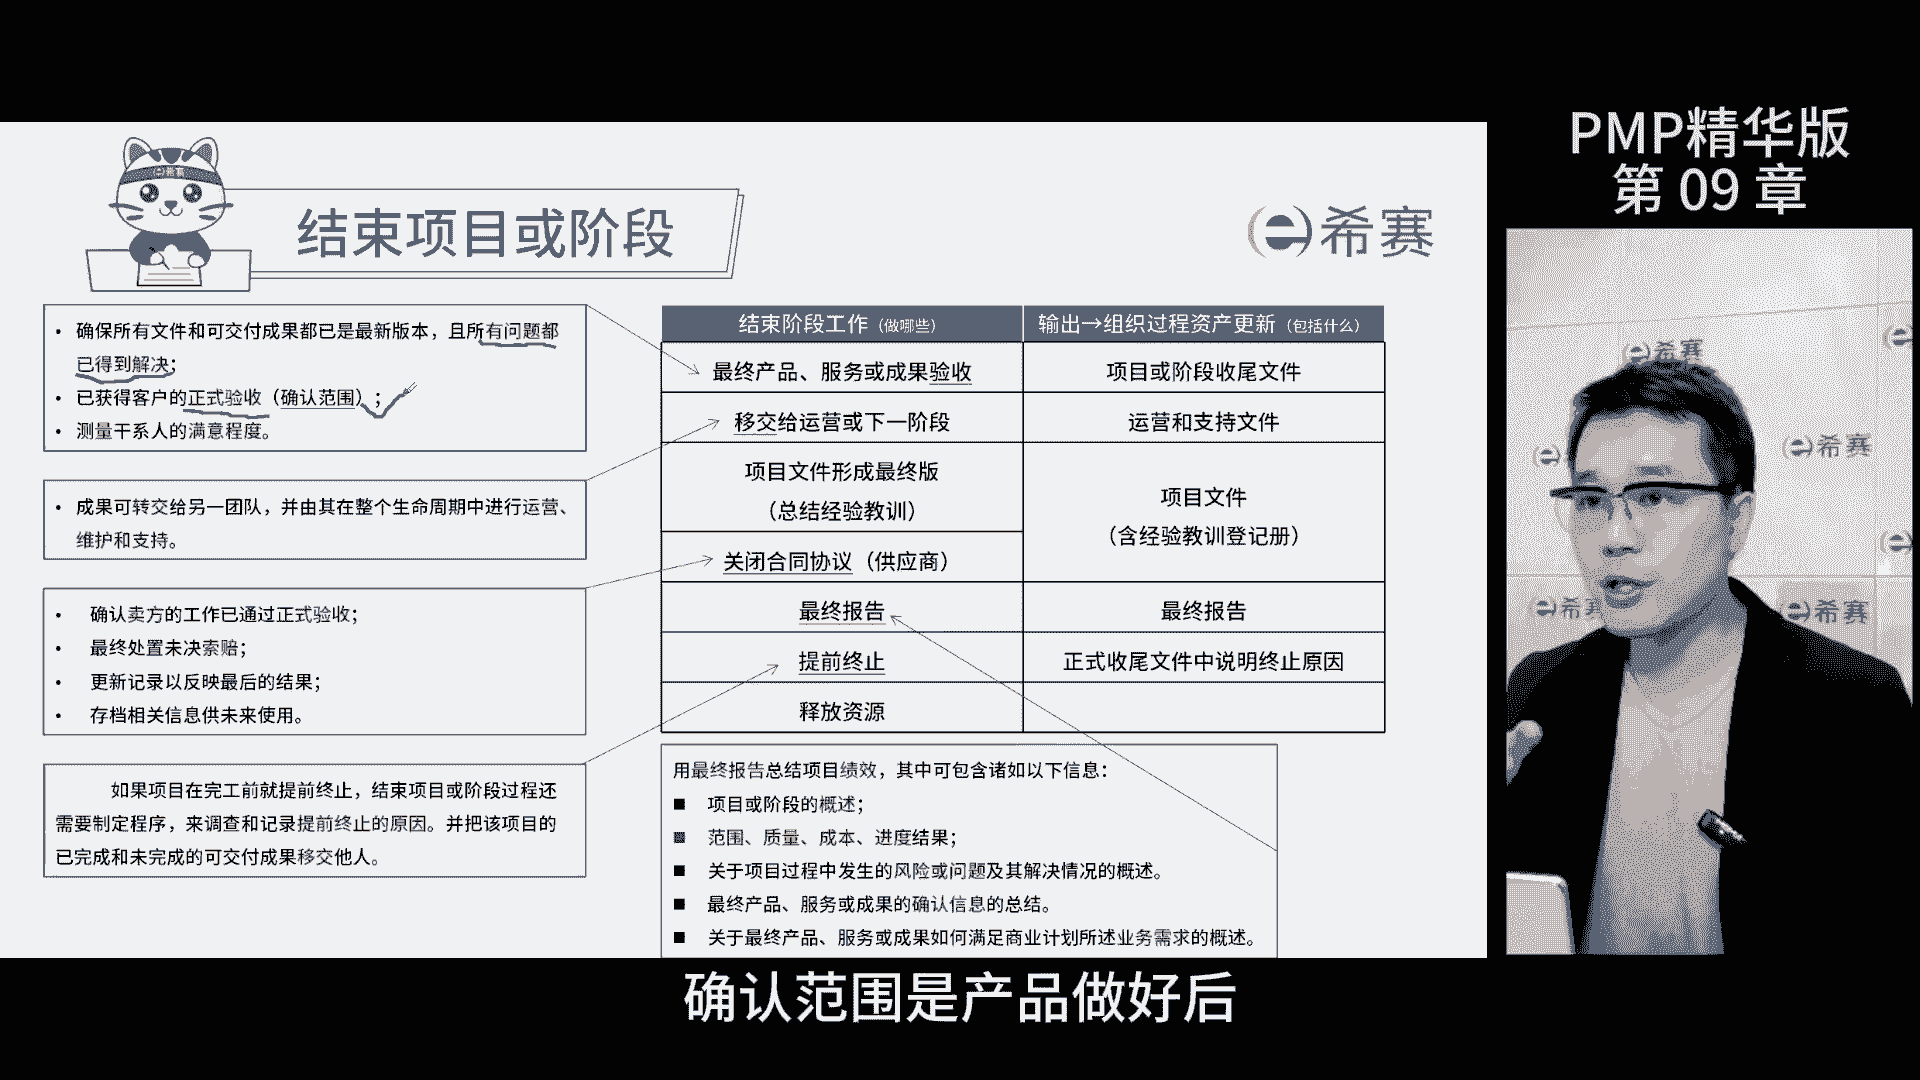 PMP精华版
第 09 章
结束项目或阶段
希赛
• 确保所有文件和可交付成果都已是最新版本，且所有问题都
已得到解决；
• 已获得客户的正式验收（确认范围）；
• 测量干系人的满意程度。
• 成果可转交给另一团队，并由其在整个生命周期中进行运营、
维护和支持。
• 确认卖方的工作已通过正式验收；
• 最终处置未决索赔；
• 更新记录以反映最后的结果；
• 存档相关信息供未来使用。
如果项目在完工前就提前终止，结束项目或阶段过程还
需要制定程序，来调查和记录提前终止的原因。并把该项目的
已完成和未完成的可交付成果移交他人。
结束阶段工作（做哪些） 输出→组织过程资产更新（包括什么）
最终产品、服务或成果验收 项目或阶段收尾文件
移交给运营或下一阶段 运营和支持文件
项目文件形成最终版
（总结经验教训）
项目文件
（含经验教训登记册）
关闭合同协议（供应商）
最终报告 最终报告
提前终止 正式收尾文件中说明终止原因
释放资源
用最终报告总结项目绩效，其中可包含诸如以下信息：
■ 项目或阶段的概述；
■ 范围、质量、成本、进度结果；
■ 关于项目过程中发生的风险或问题及其解决情况的概述。
■ 最终产品、服务或成果的确认信息的总结。
■ 关于最终产品、服务或成果如何满足商业计划所述业务需求的概述。
希赛
希赛
希赛
希赛
确认范围是产品做好后